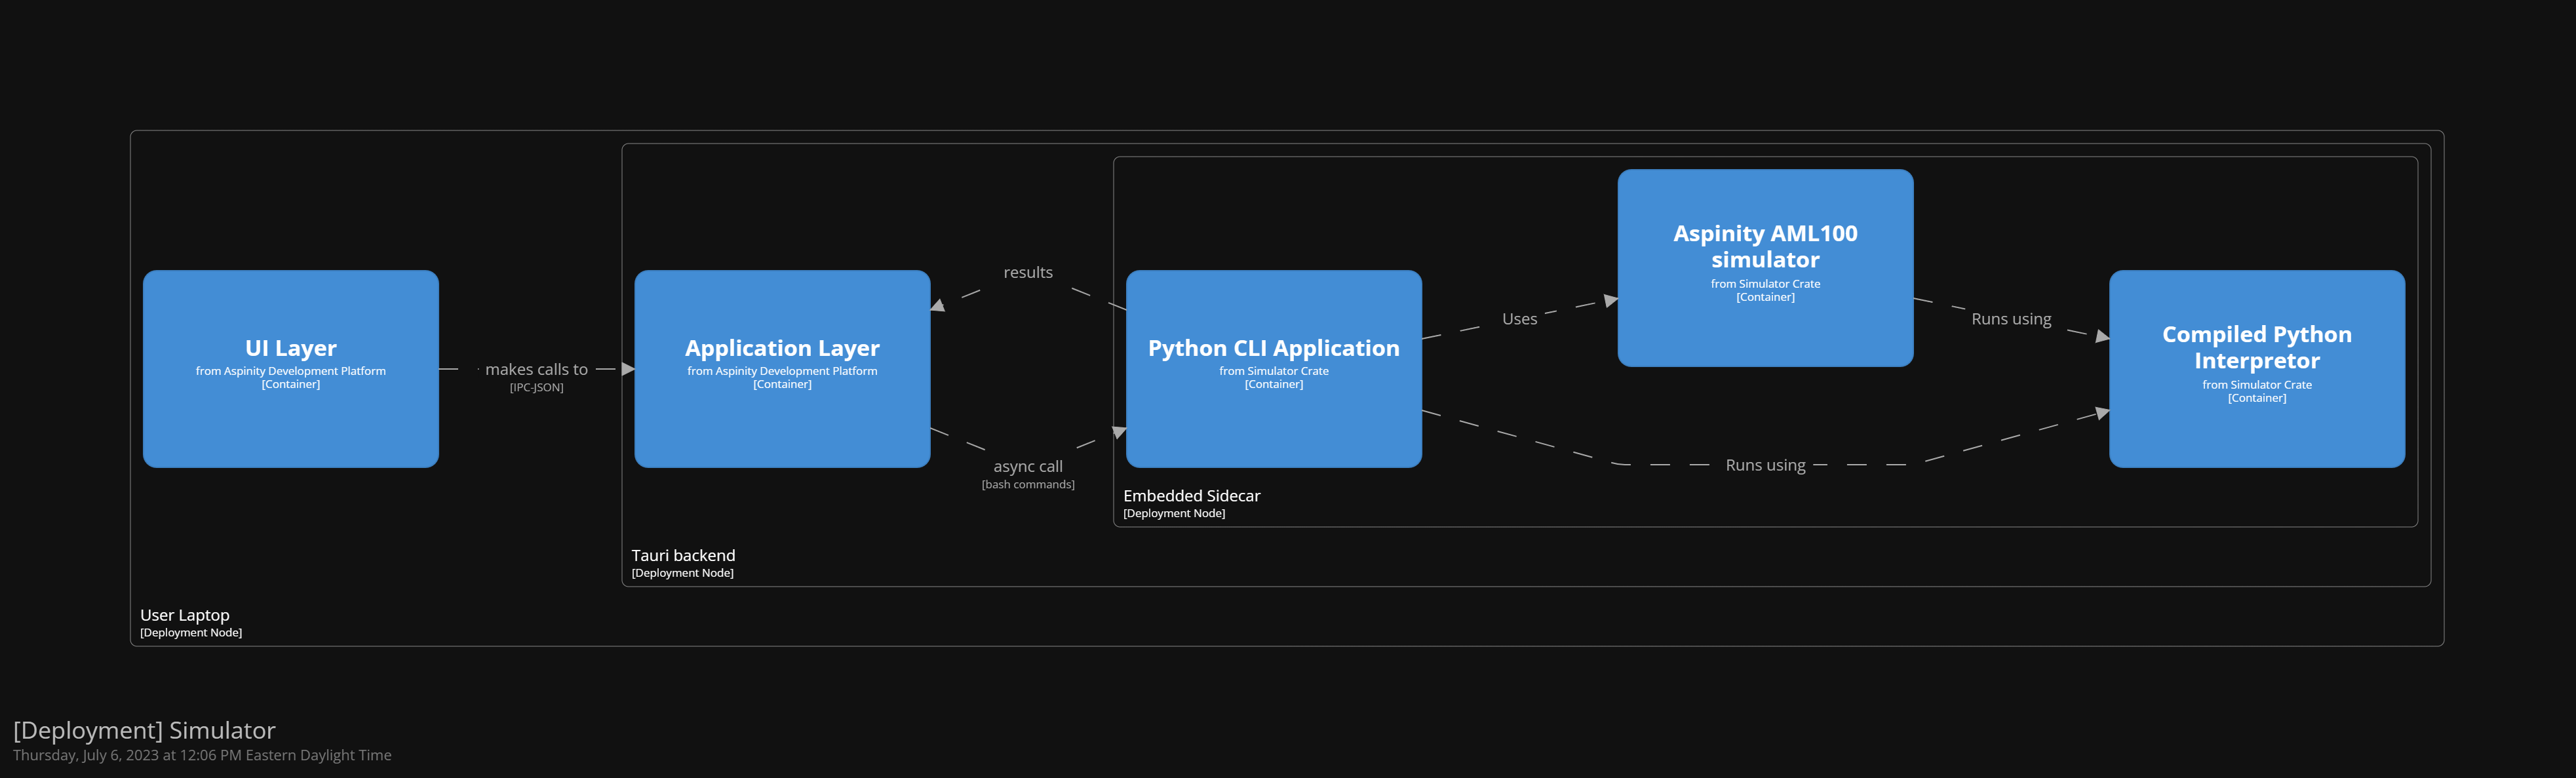 UI Layer
from Aspinity Development Platform
[Container]
makes calls to
[IPC-JSON]
Application Layer
from Aspinity Development Platform
[Container]
results
async call
[bash commands]
Python CLI Application
from Simulator Crate
[Container]
Uses
Aspinity AML100
simulator
from Simulator Crate
[Container]
Runs using
Runs using
Compiled Python
Interpretor
from Simulator Crate
[Container]
Embedded Sidecar
[Deployment Node]
Tauri backend
[Deployment Node]
User Laptop
[Deployment Node]
[Deployment] Simulator
Thursday, July 6, 2023 at 12:06 PM Eastern Daylight Time